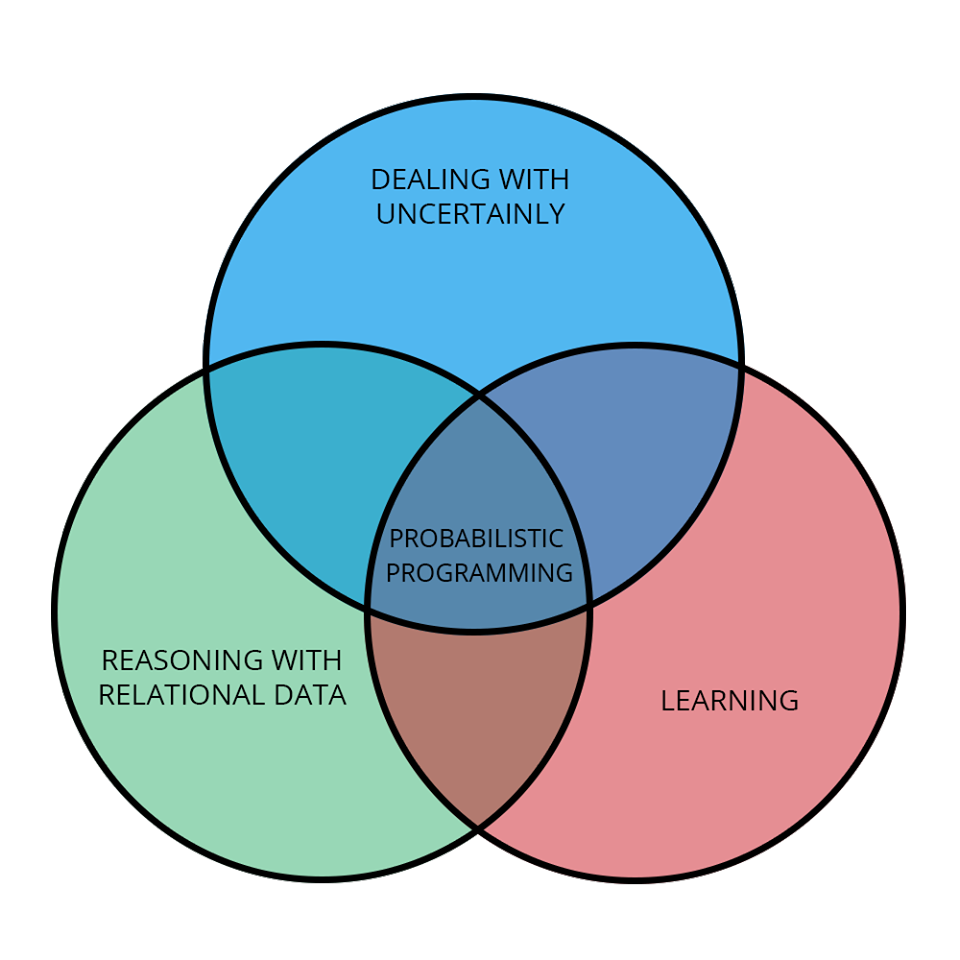 DEALING WITH
UNCERTAINLY
PROBABILISTIC
PROGRAMMING
REASONING WITH
RELATIONAL DATA
LEARNING